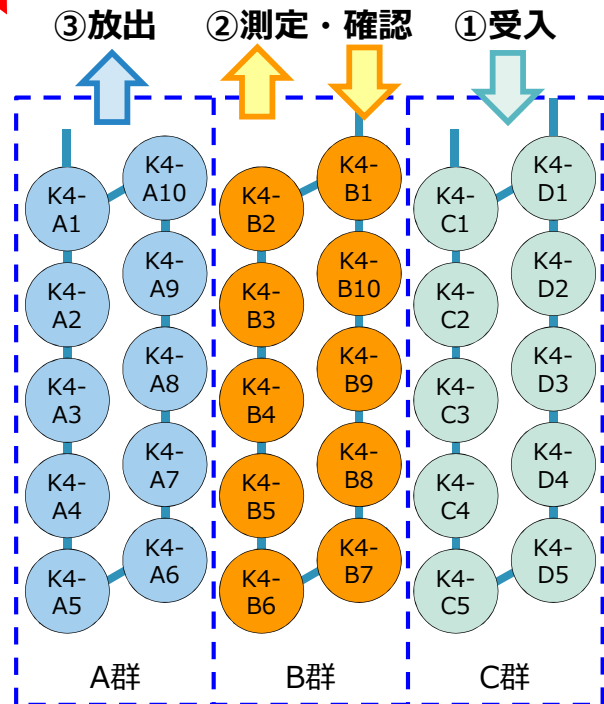 ③放出
②測定・確認
①受入
K4-
A1
K4-
A2
K4-
A3
K4-
A4
K4-
A5
K4-
A10
K4-
A9
K4-
A8
K4-
A7
K4-
A6
A群
K4-
B2
K4-
B3
K4-
B4
K4-
B5
K4-
B6
K4-
B1
K4-
B10
K4-
B9
K4-
B8
K4-
B7
B群
K4-
C1
K4-
C2
K4-
C3
K4-
C4
K4-
C5
K4-
D1
K4-
D2
K4-
D3
K4-
D4
K4-
D5
C群